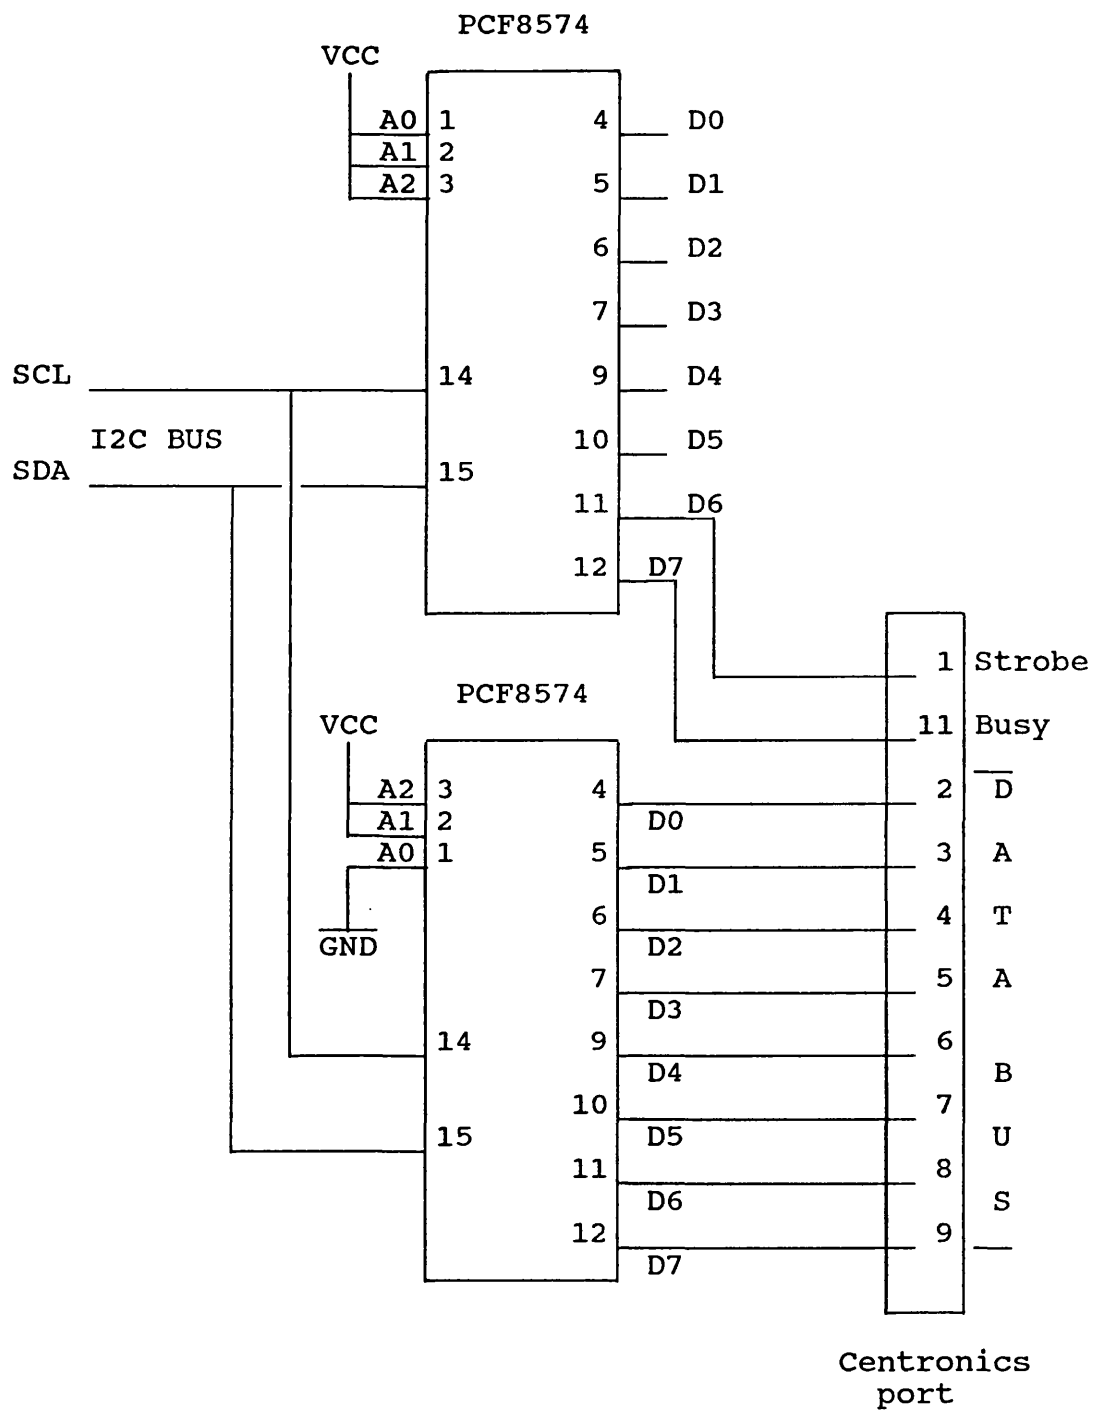 PCF8574
VCC
A0 1 4 D0
A1 2
A2 3 5 D1
6 D2
7 D3
SCL 14 9 D4
I2C BUS 10 D5
SDA 15
11 D6
12 D7
1 Strobe
PCF8574
VCC 11 Busy
A2 3 4 2 D
A1 2 D0
A0 1 5 3 A
D1
6 4 T
GND D2
7 5 A
D3
14 9 6
D4 B
10 7
15 D5 U
11 8
D6 S
12 9
D7
Centronics
port